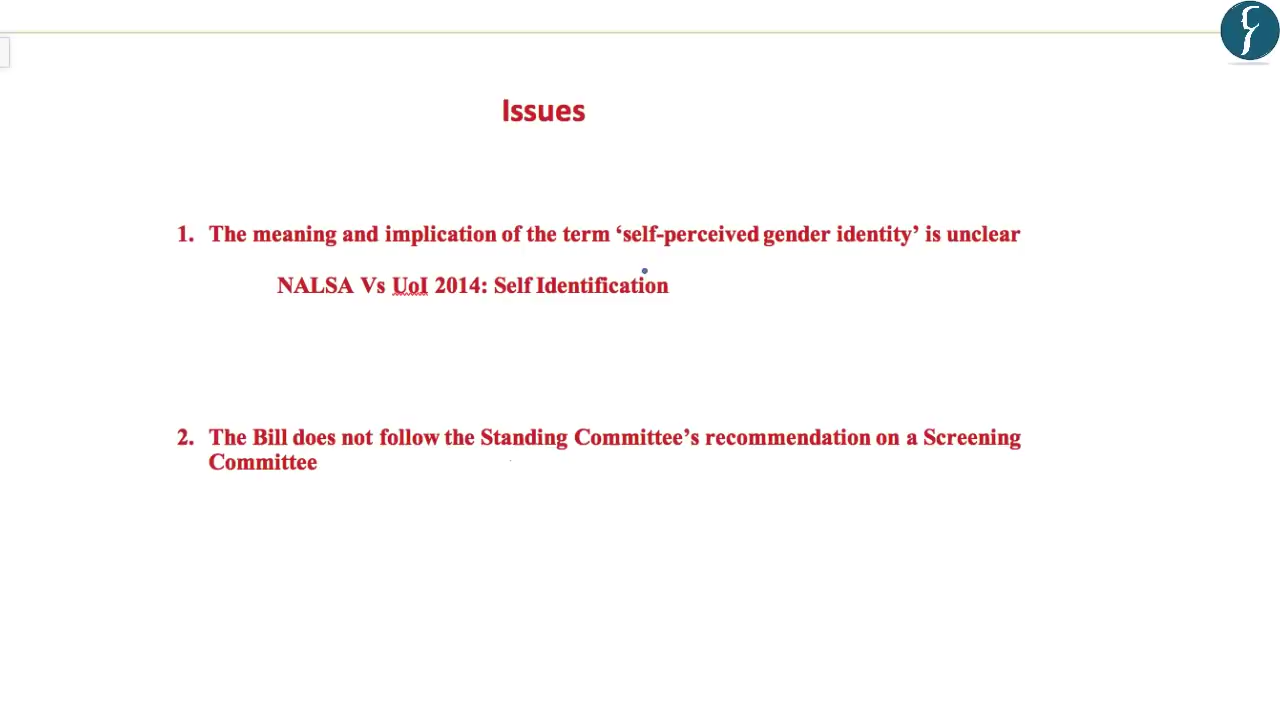 Issues
1. The meaning and implication of the term ‘self-perceived gender identity’ is unclear
NALSA Vs UoI 2014: Self Identification
2. The Bill does not follow the Standing Committee’s recommendation on a Screening
Committee